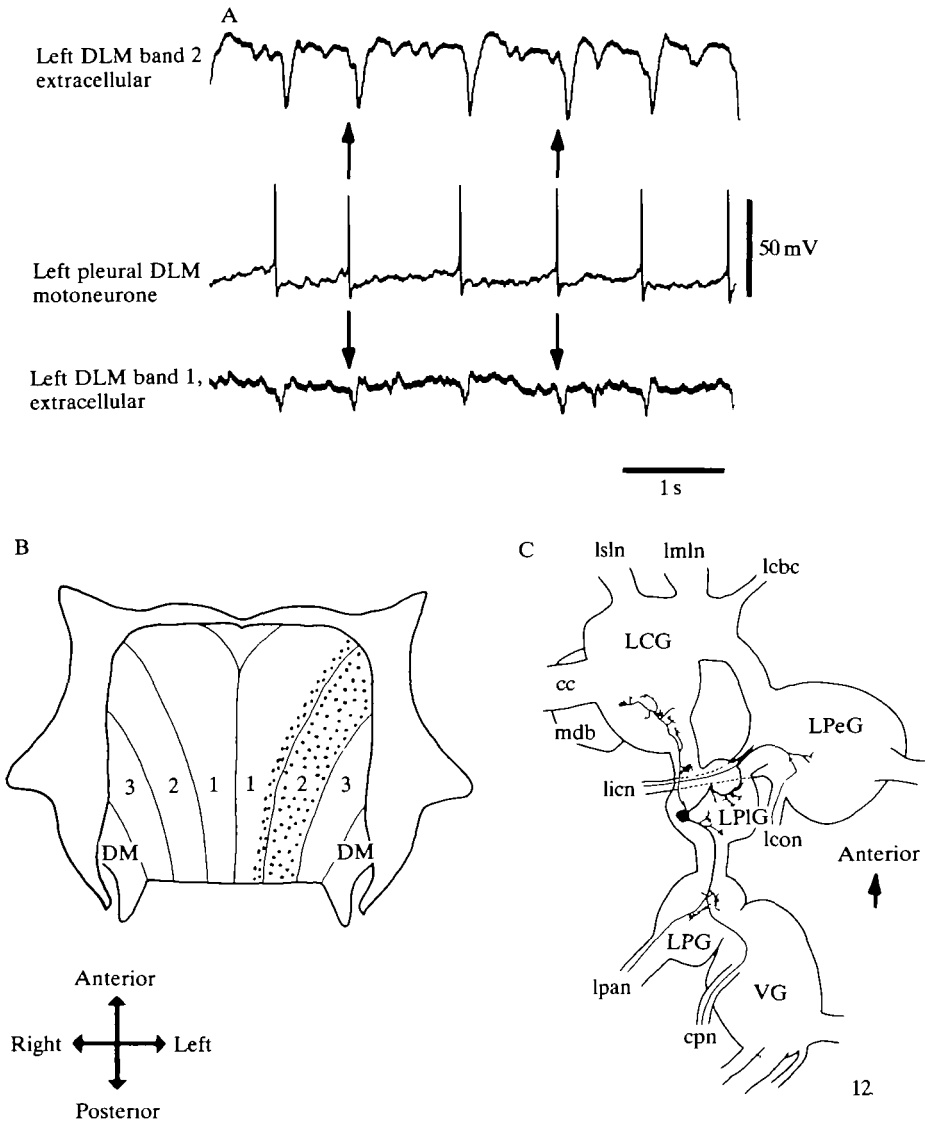 A
Left DLM band 2
extracellular
50 mV
Left pleural DLM
motoneurone
Left DLM band 1,
extracellular
1 s
B
3 2 1 1 2 3
DM DM
Anterior
Right Left
Posterior
C
lsln lmln lcbc
LCG
cc
mdb
LPeG
licn
LPlG
lcon
Anterior
LPG
lpan
VG
cpn
12